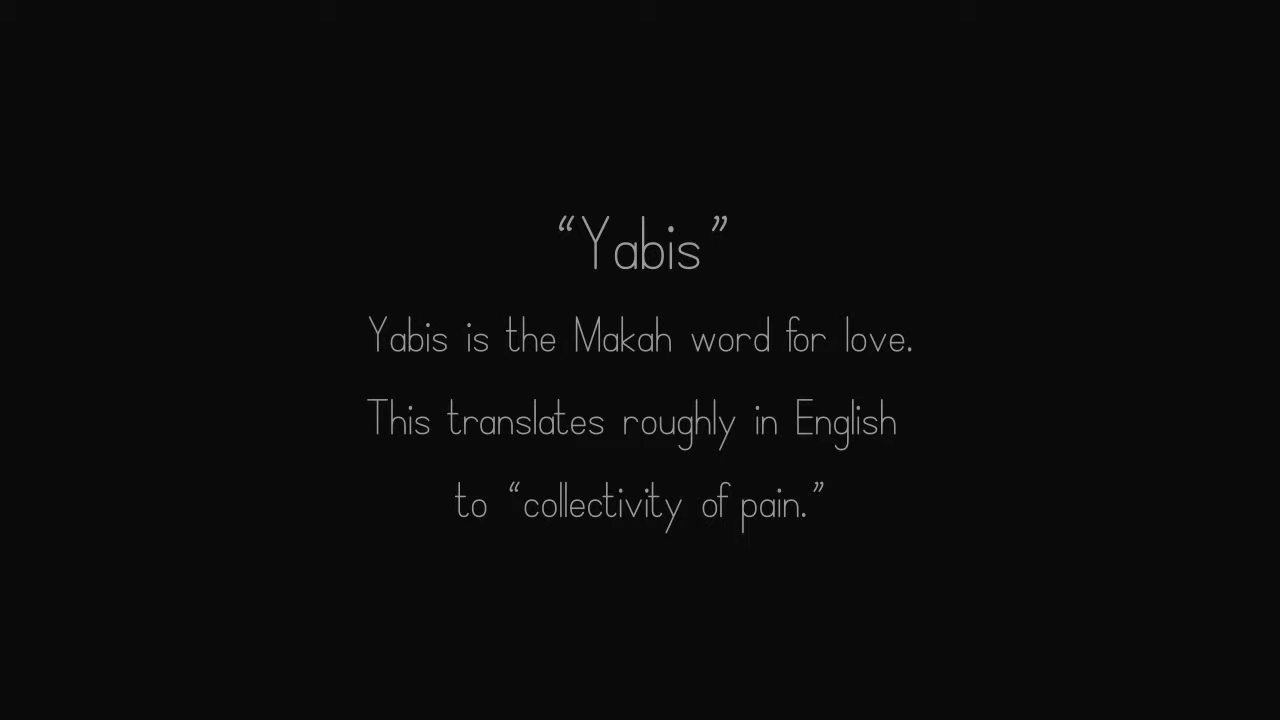 “Yabis”
Yabis is the Makah word for love.
This translates roughly in English
to “collectivity of pain.”